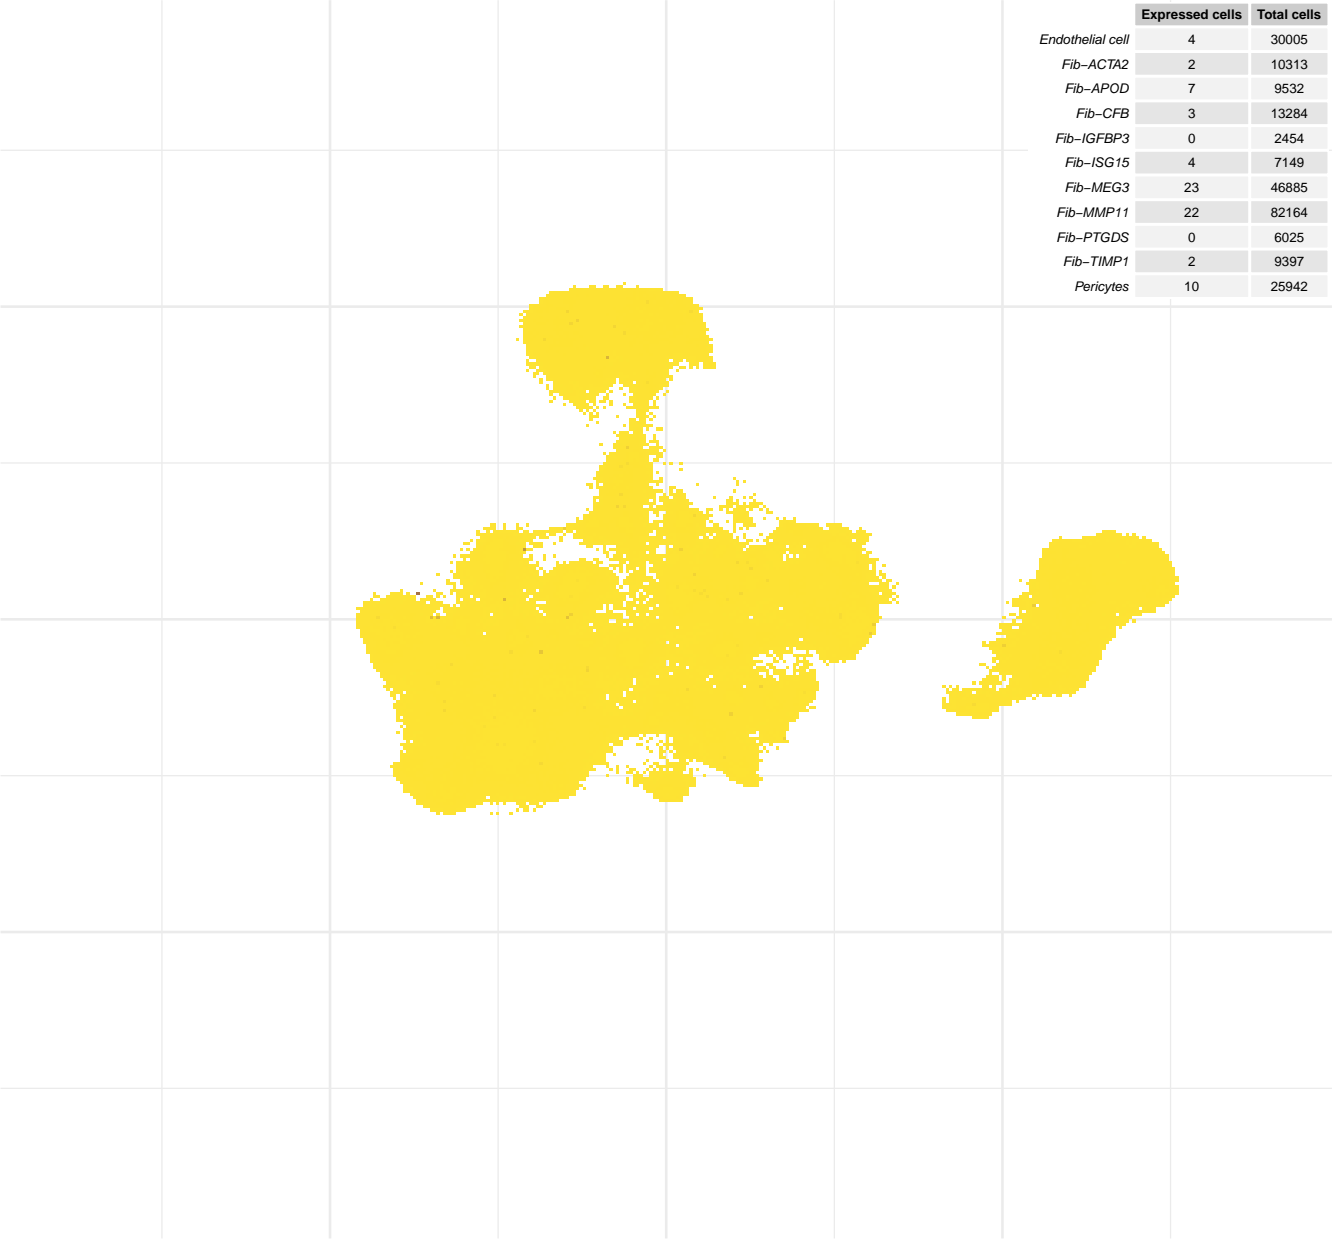 Expressed cells Total cells
Endothelial cell 4 30005
Fib−ACTA2 2 10313
Fib−APOD 7 9532
Fib−CFB 3 13284
Fib−IGFBP3 0 2454
Fib−ISG15 4 7149
Fib−MEG3 23 46885
Fib−MMP11 22 82164
Fib−PTGDS 0 6025
Fib−TIMP1 2 9397
Pericytes 10 25942